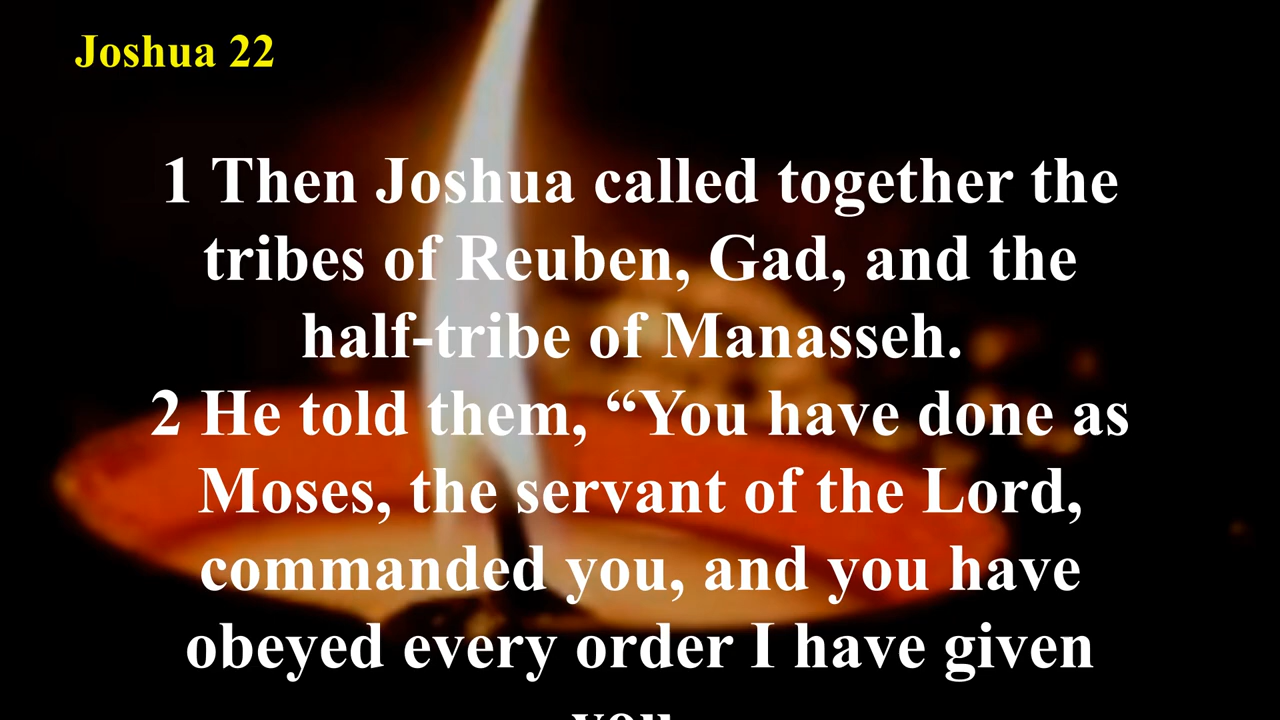 Joshua 22
1 Then Joshua called together the
tribes of Reuben, Gad, and the
half-tribe of Manasseh.
2 He told them, “You have done as
Moses, the servant of the Lord,
commanded you, and you have
obeyed every order I have given
you